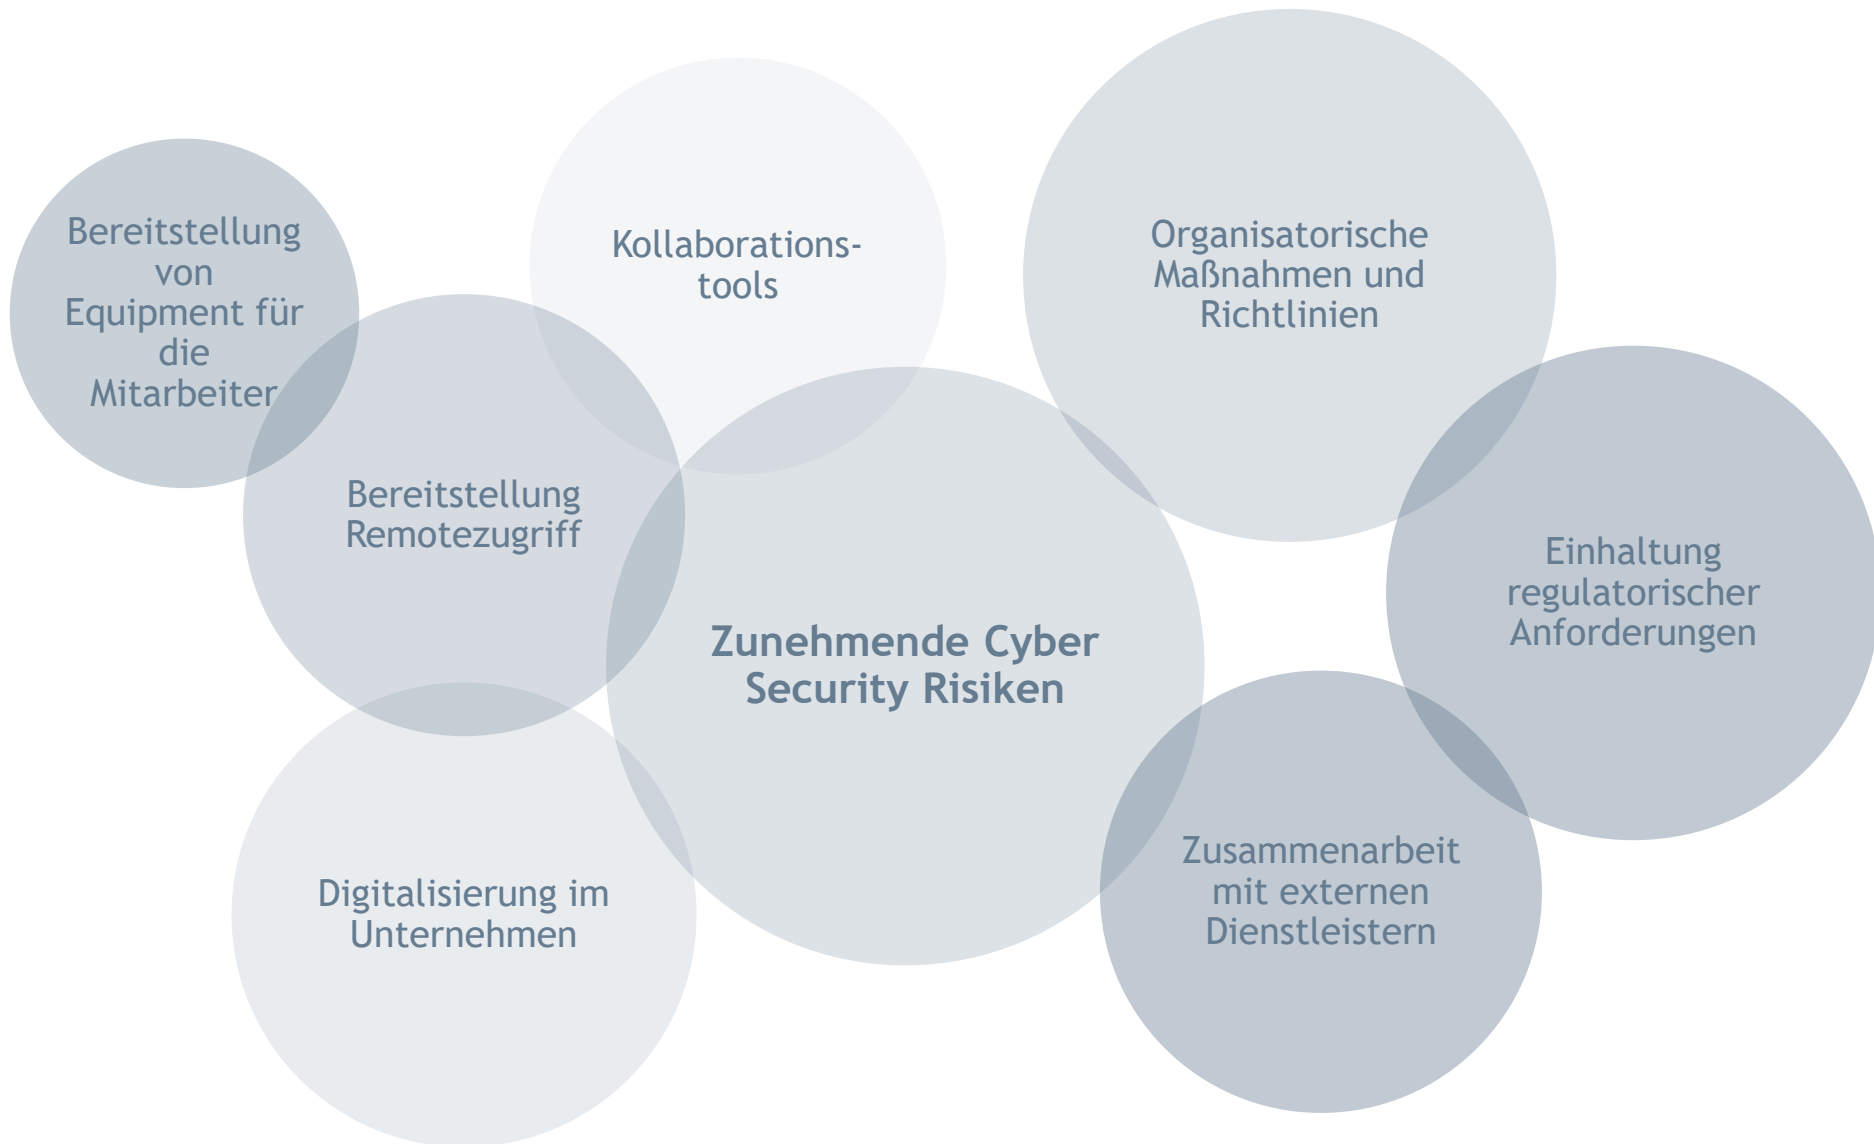 Bereitstellung
von
Equipment für
die
Mitarbeiter
Kollaborations-
tools
Organisatorische
Maßnahmen und
Richtlinien
Bereitstellung
Remotezugriff
Einhaltung
regulatorischer
Anforderungen
Zunehmende Cyber
Security Risiken
Digitalisierung im
Unternehmen
Zusammenarbeit
mit externen
Dienstleistern